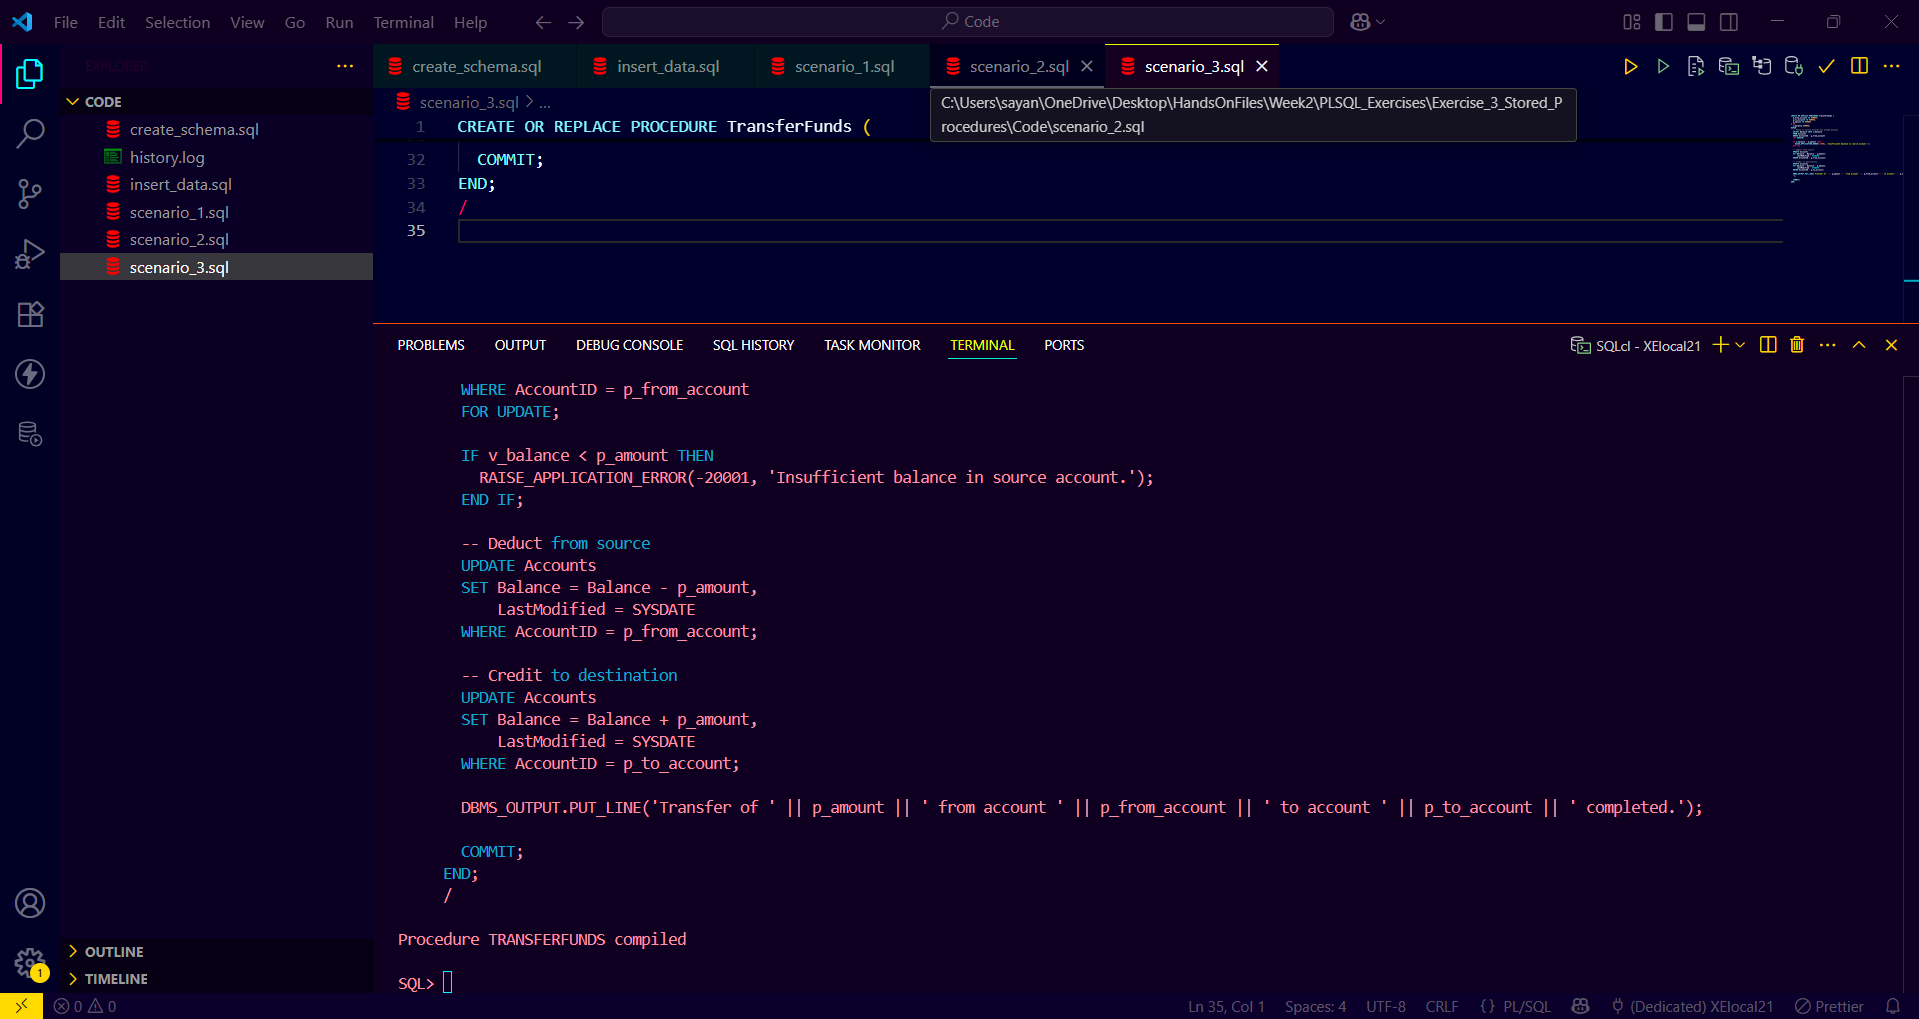 File Edit Selection View Go Run Terminal Help
Code
EXPLORER
CODE
create_schema.sql
history.log
insert_data.sql
scenario_1.sql
scenario_2.sql
scenario_3.sql
OUTLINE
TIMELINE
1
create_schema.sql insert_data.sql scenario_1.sql scenario_2.sql scenario_3.sql
scenario_3.sql > ...
C:\Users\sayan\OneDrive\Desktop\HandsOnFiles\Week2\PLSQL_Exercises\Exercise_3_Stored_P
rocedures\Code\scenario_2.sql
1 CREATE OR REPLACE PROCEDURE TransferFunds (
32 COMMIT;
33 END;
34 /
35
PROBLEMS OUTPUT DEBUG CONSOLE SQL HISTORY TASK MONITOR TERMINAL PORTS
SQLcl - XElocal21
WHERE AccountID = p_from_account
FOR UPDATE;
IF v_balance < p_amount THEN
RAISE_APPLICATION_ERROR(-20001, 'Insufficient balance in source account.');
END IF;
-- Deduct from source
UPDATE Accounts
SET Balance = Balance - p_amount,
LastModified = SYSDATE
WHERE AccountID = p_from_account;
-- Credit to destination
UPDATE Accounts
SET Balance = Balance + p_amount,
LastModified = SYSDATE
WHERE AccountID = p_to_account;
DBMS_OUTPUT.PUT_LINE('Transfer of ' || p_amount || ' from account ' || p_from_account || ' to account ' || p_to_account || ' completed.');
COMMIT;
END;
/
Procedure TRANSFERFUNDS compiled
SQL>
0 0
Ln 35, Col 1 Spaces: 4 UTF-8 CRLF {} PL/SQL (Dedicated) XElocal21 Prettier